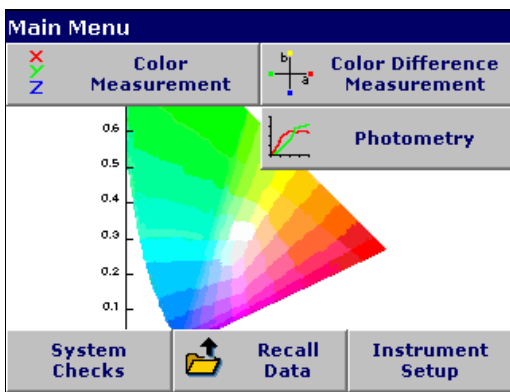 Main Menu
X
Y
Z
Color
Measurement
b
a
Color Difference
Measurement
Photometry
0.6
0.5
0.4
0.3
0.2
0.1
System
Checks
Recall
Data
Instrument
Setup